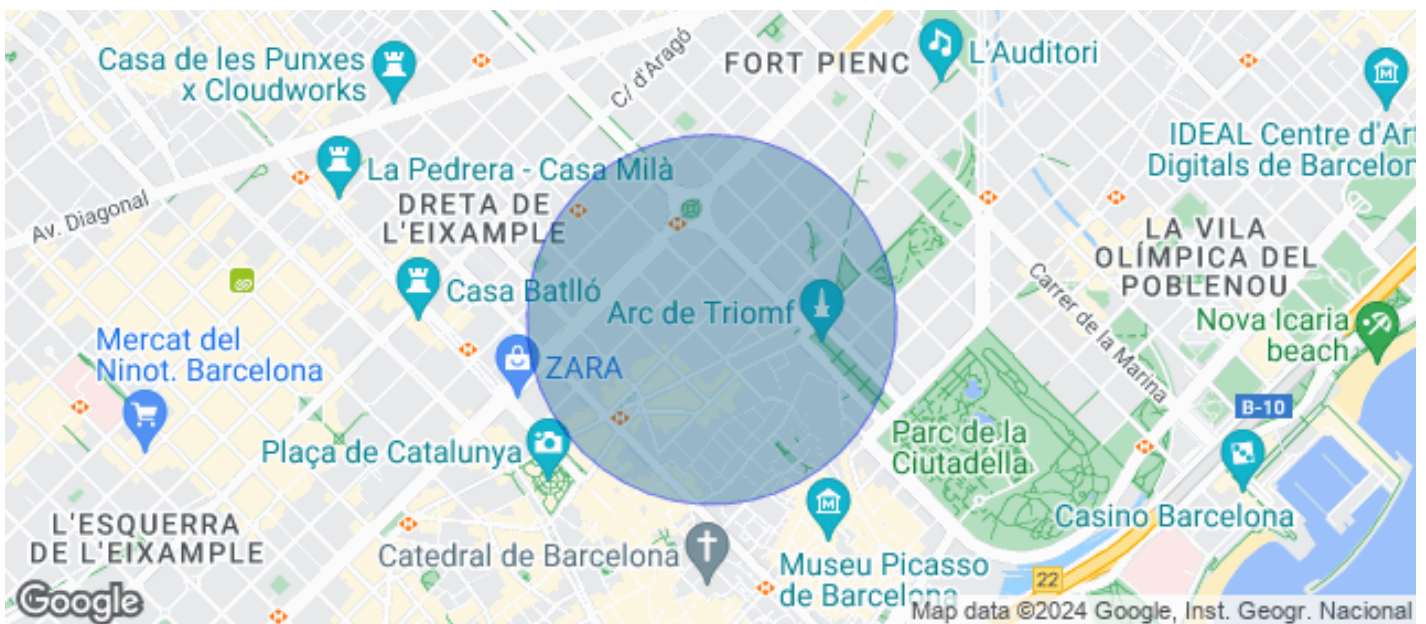 Casa de les Punxes
x Cloudworks
C/ d'Aragó
FORT PIENC
L'Auditori
IDEAL Centre d'Art
Digitals de Barcelon
La Pedrera - Casa Milà
Av. Diagonal
DRETA DE
L'EIXAMPLE
LA VILA
OLÍMPICA DEL
POBLENOU
Casa Batlló
Arc de Triomf
Carrer de la Marina
Nova Icaria
beach
Mercat del
Ninot. Barcelona
ZARA
B-10
Plaça de Catalunya
Parc de la
Ciutadella
L'ESQUERRA
DE L'EIXAMPLE
Casino Barcelona
Catedral de Barcelona
Museu Picasso
de Barcelona
22
Google
Map data ©2024 Google, Inst. Geogr. Nacional